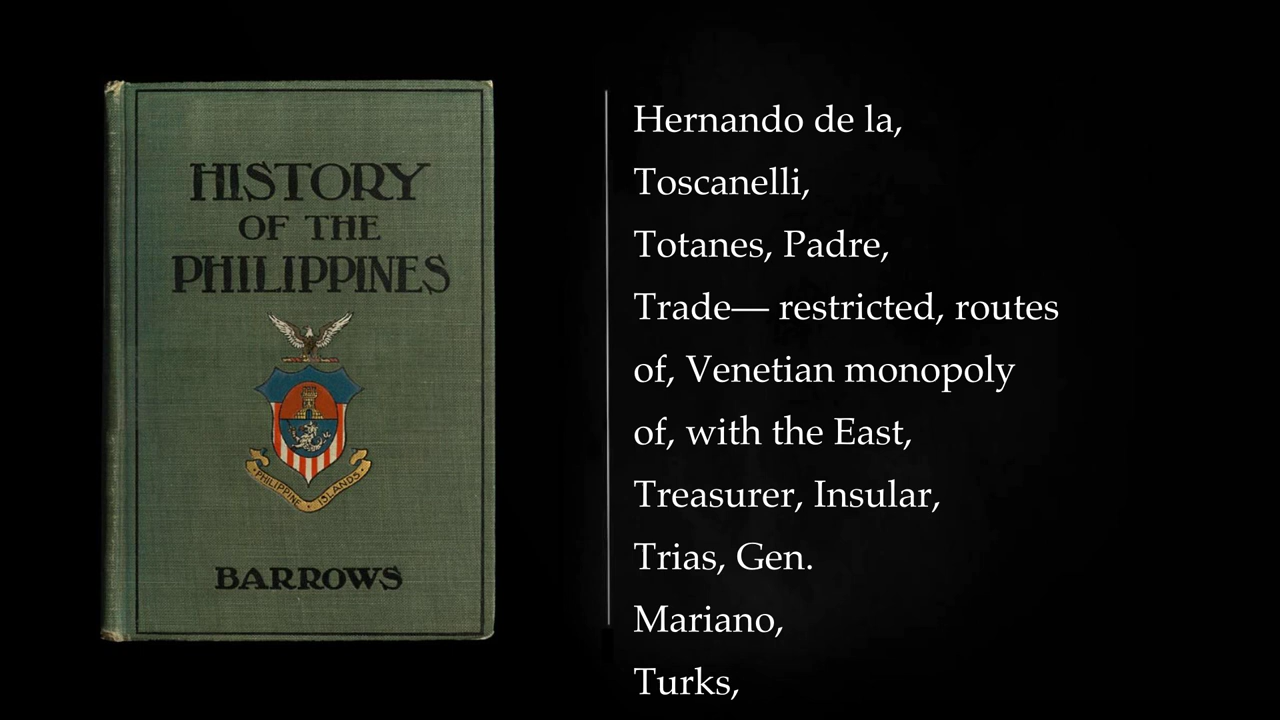 HISTORY
OF THE
PHILIPPINES
PHILIPPINE ISLANDS
BARROWS
Hernando de la,
Toscanelli,
Totanes, Padre,
Trade— restricted, routes
of, Venetian monopoly
of, with the East,
Treasurer, Insular,
Trias, Gen.
Mariano,
Turks,